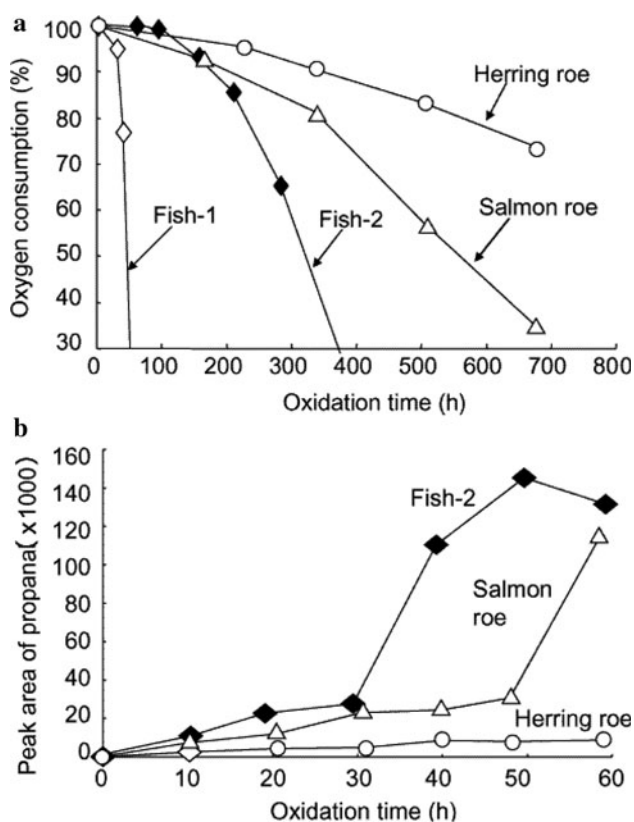 a
Oxygen consumption (%)
100
90
80
70
60
50
40
30
Herring roe
Salmon roe
Fish-1
Fish-2
0 100 200 300 400 500 600 700 800
Oxidation time (h)
b
Peak area of propana( x1000)
160
140
120
100
80
60
40
20
0
Fish-2
Salmon
roe
Herring roe
0 10 20 30 40 50 60
Oxidation time (h)